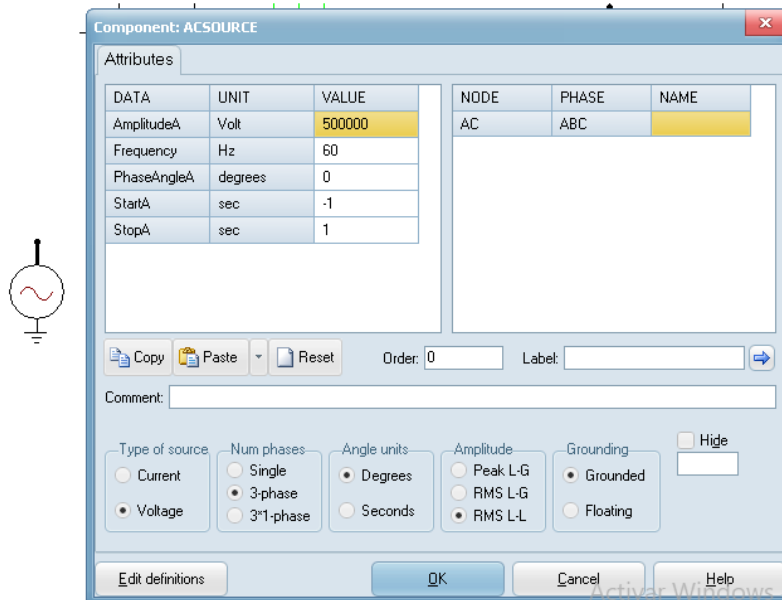 Component: ACSOURCE
Attributes
DATA UNIT VALUE
AmplitudeA Volt 500000
Frequency Hz 60
PhaseAngleA degrees 0
StartA sec -1
StopA sec 1
NODE PHASE NAME
AC ABC
Copy Paste Reset Order: 0 Label:
Comment:
Type of source
Current
Voltage
Num phases
Single
3-phase
3*1-phase
Angle units
Degrees
Seconds
Amplitude
Peak L-G
RMS L-G
RMS L-L
Grounding
Grounded
Floating
Hide
Edit definitions OK Cancel Help
Activar Windows